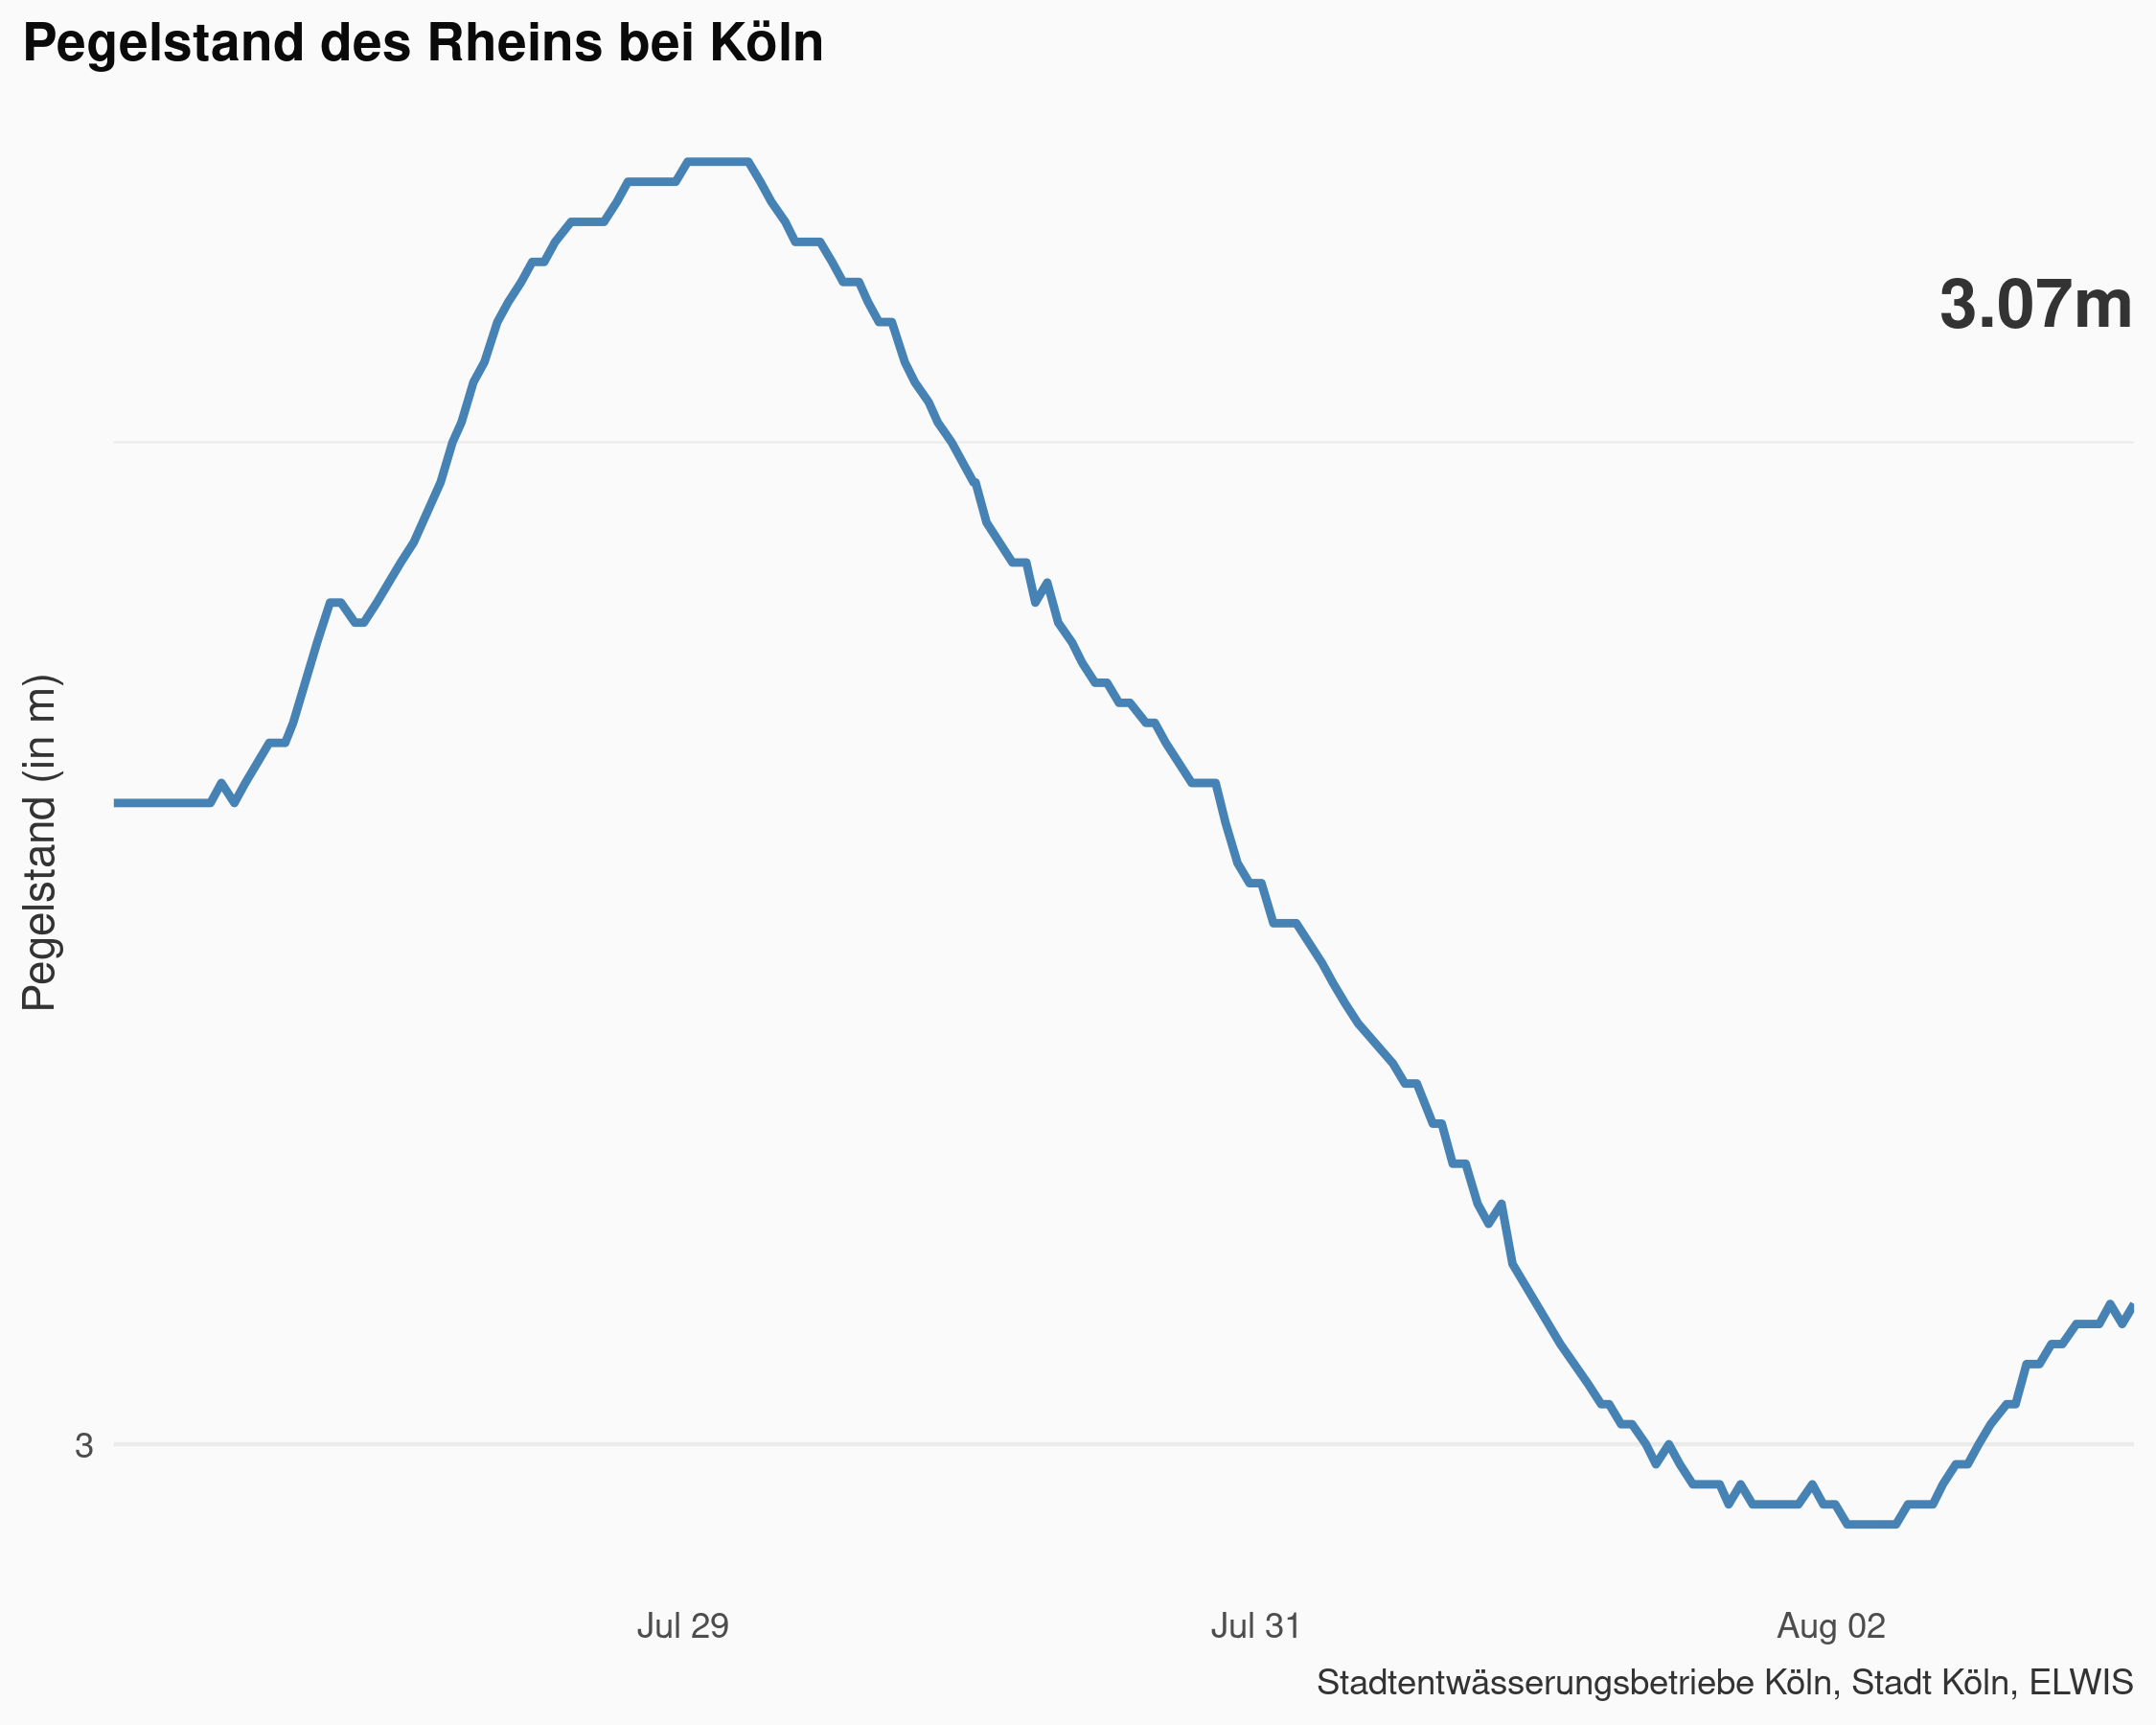 Pegelstand des Rheins bei Köln
3.07m
Pegelstand (in m)
3
Jul 29
Jul 31
Aug 02
Stadtentwässerungsbetriebe Köln, Stadt Köln, ELWIS